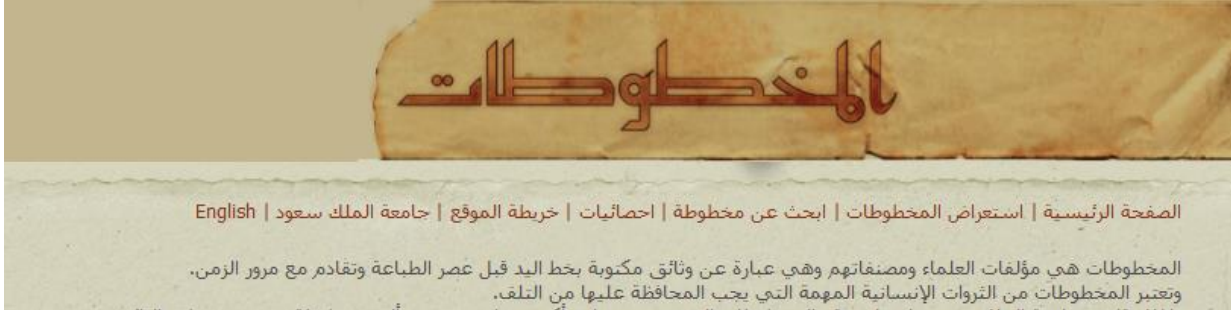 المخطوطات
الصفحة الرئيسية | استعراض المخطوطات | ابحث عن مخطوطة | احصائيات | خريطة الموقع | جامعة الملك سعود | English
المخطوطات هي مؤلفات العلماء ومصنفاتهم وهي عبارة عن وثائق مكتوبة بخط اليد قبل عصر الطباعة وتقادم مع مرور الزمن.
وتعتبر المخطوطات من الثروات الإنسانية المهمة التي يجب المحافظة عليها من التلف.